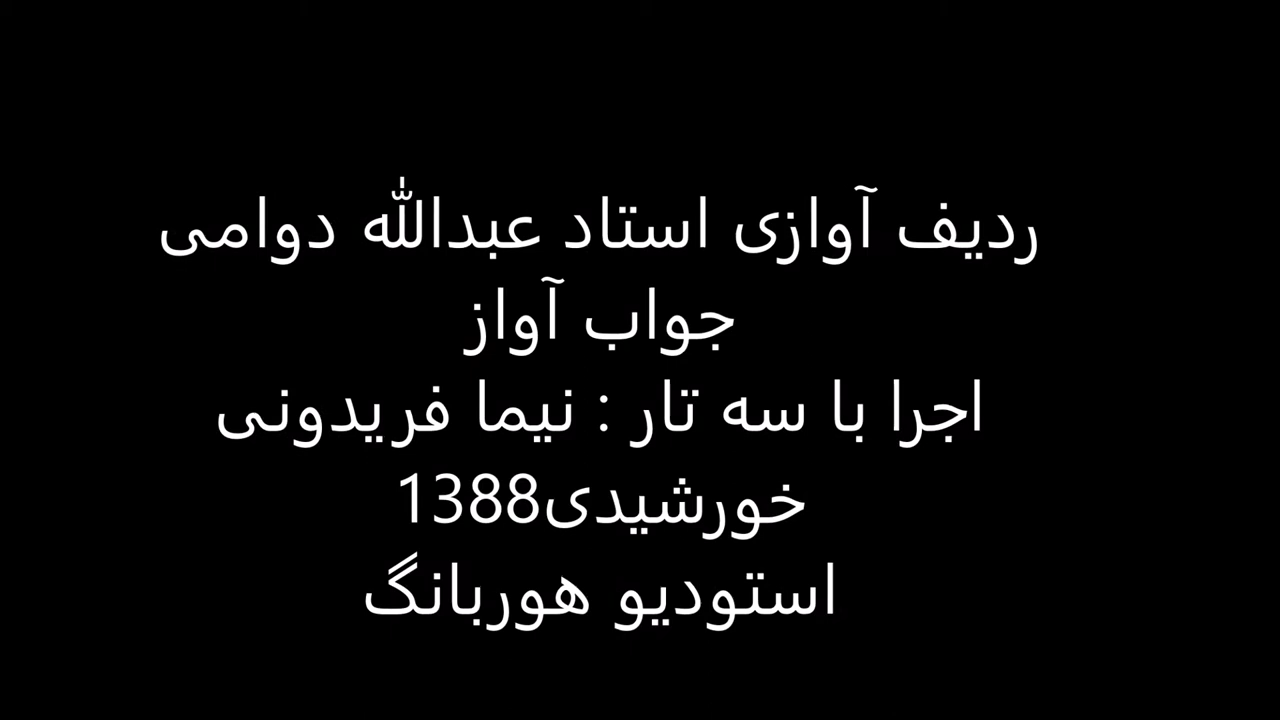 ردیف آوازی استاد عبدالله دوامی
جواب آواز
اجرا با سه تار : نیما فریدونی
خورشیدی1388
استودیو هوربانگ